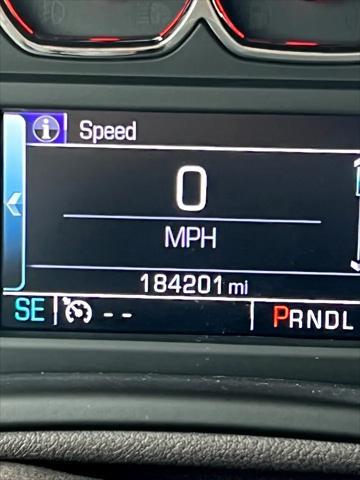 Speed
0
MPH
184201 mi
SE -- PRNDL